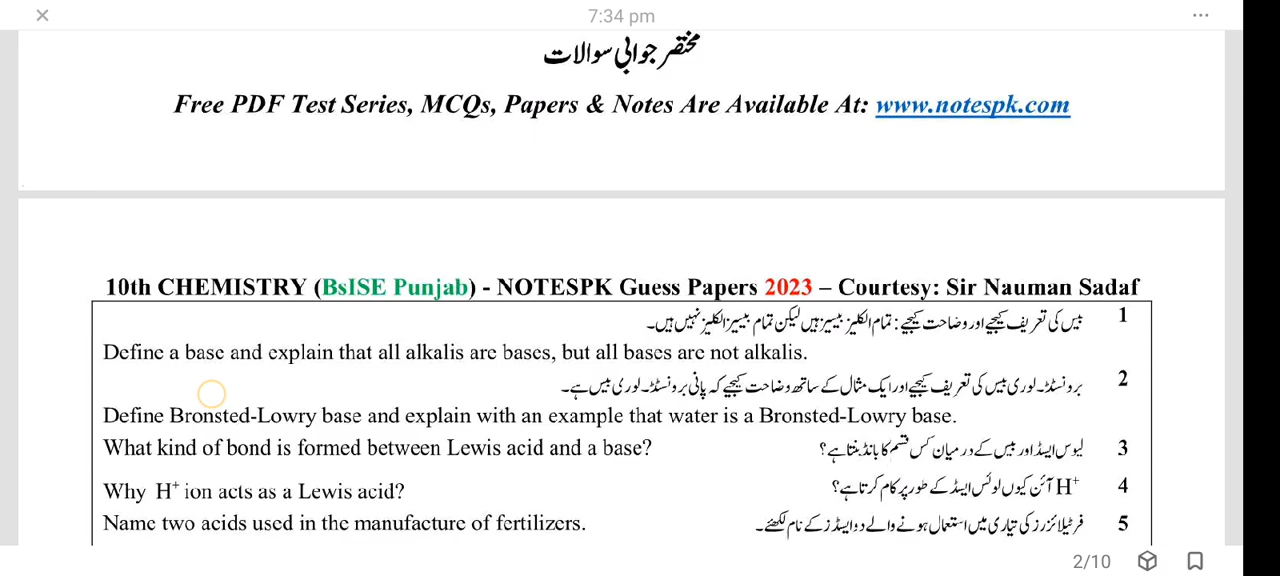 7:34 pm
مختصر جوابی سوالات
Free PDF Test Series, MCQs, Papers & Notes Are Available At: www.notespk.com
10th CHEMISTRY (BsISE Punjab) - NOTESPK Guess Papers 2023 – Courtesy: Sir Nauman Sadaf
1 بیس کی تعریف کیجیے اور وضاحت کیجیے: تمام الکلیز بیسیز ہیں لیکن تمام بیسیز الکلیز نہیں ہیں۔
Define a base and explain that all alkalis are bases, but all bases are not alkalis.
2 برونسٹڈ۔لوری بیس کی تعریف کیجیے اور ایک مثال کے ساتھ وضاحت کیجیے کہ پانی برونسٹڈ۔لوری بیس ہے۔
Define Bronsted-Lowry base and explain with an example that water is a Bronsted-Lowry base.
What kind of bond is formed between Lewis acid and a base? لیوس ایسڈ اور بیس کے درمیان کس قسم کا بانڈ بنتا ہے؟ 3
Why H⁺ ion acts as a Lewis acid? H⁺ آئن کیوں لوئس ایسڈ کے طور پر کام کرتا ہے؟ 4
Name two acids used in the manufacture of fertilizers. فرٹیلائزرز کی تیاری میں استعمال ہونے والے دو ایسڈز کے نام لکھئے۔ 5
2/10